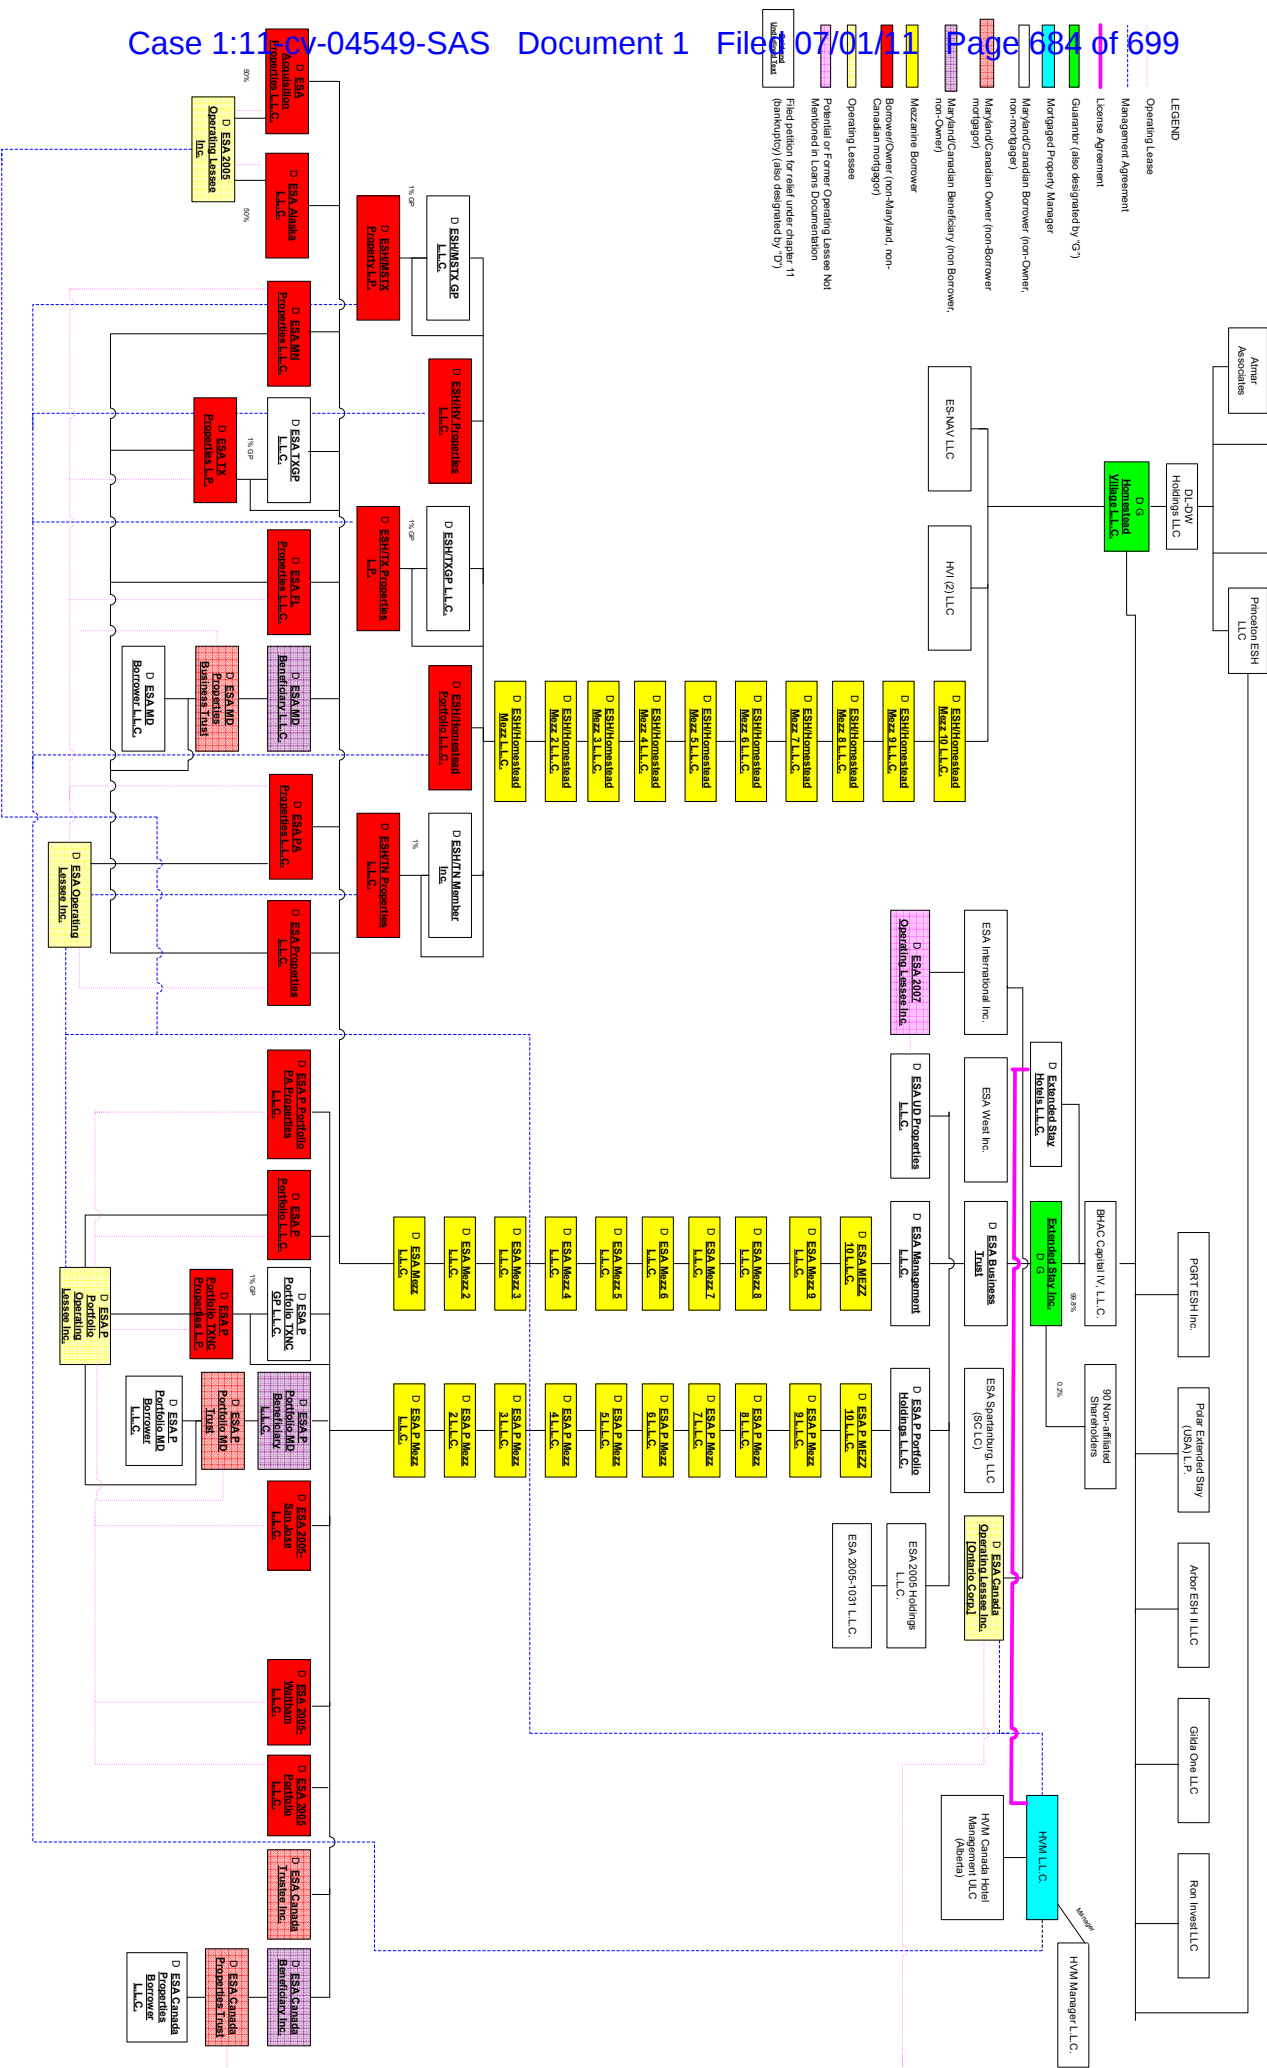 Case 1:11-cv-04549-SAS Document 1 Filed 07/01/11 Page 684 of 699
LEGEND
Operating Lease
Management Agreement
License Agreement
Guarantor (also designated by "G")
Mortgaged Property Manager
Maryland/Canadian Borrower (non-Owner,
non-mortgager)
Maryland/Canadian Owner (non-Borrower
mortgagor)
Maryland/Canadian Beneficiary (non Borrower,
non-Owner)
Mezzanine Borrower
Borrower/Owner (non-Maryland, non-
Canadian mortgagor)
Operating Lessee
Potential or Former Operating Lessee Not
Mentioned in Loans Documentation
Underlined Text
Filed petition for relief under chapter 11
(bankruptcy) (also designated by "D")
Atmar
Associates
Princeton ESH
LLC
DL-DW
Holdings LLC
D G
Homestead
Village L.L.C.
ES-NAV LLC
HVI (2) LLC
D ESH/Homestead
Mezz 10 L.L.C.
D ESH/Homestead
Mezz 9 L.L.C.
D ESH/Homestead
Mezz 8 L.L.C.
D ESH/Homestead
Mezz 7 L.L.C.
D ESH/Homestead
Mezz 6 L.L.C.
D ESH/Homestead
Mezz 5 L.L.C.
D ESH/Homestead
Mezz 4 L.L.C.
D ESH/Homestead
Mezz 3 L.L.C.
D ESH/Homestead
Mezz 2 L.L.C.
D ESH/Homestead
Mezz L.L.C.
D ESH/MSTX GP
L.L.C.
1% GP
D ESH/MSTX
Property L.P.
D ESH/HV Properties
L.L.C.
D ESH/TXGP L.L.C.
1% GP
D ESH/TX Properties
L.P.
D ESH/Homestead
Portfolio L.L.C.
D ESH/TN Member
Inc.
1%
D ESH/TN Properties
L.L.C.
PGRT ESH Inc.
Polar Extended Stay
(USA) L.P.
Arbor ESH II LLC
Gilda One LLC
Ron Invest LLC
BHAC Capital IV, L.L.C.
90 Non-affiliated
Shareholders
99.8%
0.2%
D Extended Stay
Hotels L.L.C.
Extended Stay Inc.
D G
HVM L.L.C.
Manager
HVM Manager L.L.C.
HVM Canada Hotel
Management ULC
(Alberta)
ESA International Inc.
ESA West Inc.
D ESA Business
Trust
ESA Spartanburg, LLC
(SC LC)
D ESA Canada
Operating Lessee Inc.
[Ontario Corp.]
D ESA 2007
Operating Lessee Inc.
D ESA UD Properties
L.L.C.
D ESA Management
L.L.C.
D ESA P Portfolio
Holdings L.L.C.
ESA 2005 Holdings
L.L.C.
ESA 2005-1031 L.L.C.
D ESA MEZZ
10 L.L.C.
D ESA Mezz 9
L.L.C.
D ESA Mezz 8
L.L.C.
D ESA Mezz 7
L.L.C.
D ESA Mezz 6
L.L.C.
D ESA Mezz 5
L.L.C.
D ESA Mezz 4
L.L.C.
D ESA Mezz 3
L.L.C.
D ESA Mezz 2
L.L.C.
D ESA Mezz
L.L.C.
D ESA P MEZZ
10 L.L.C.
D ESA P Mezz
9 L.L.C.
D ESA P Mezz
8 L.L.C.
D ESA P Mezz
7 L.L.C.
D ESA P Mezz
6 L.L.C.
D ESA P Mezz
5 L.L.C.
D ESA P Mezz
4 L.L.C.
D ESA P Mezz
3 L.L.C.
D ESA P Mezz
2 L.L.C.
D ESA P Mezz
L.L.C.
D ESA
Acquisition
Properties L.L.C.
50%
D ESA Alaska
L.L.C.
50%
D ESA 2005
Operating Lessee
Inc.
D ESA MN
Properties L.L.C.
D ESA TXGP
L.L.C.
1% GP
D ESA TX
Properties L.P.
D ESA FL
Properties L.L.C.
D ESA MD
Beneficiary L.L.C.
D ESA MD
Properties
Business Trust
D ESA MD
Borrower L.L.C.
D ESA PA
Properties L.L.C.
D ESA Properties
L.L.C.
D ESA Operating
Lessee Inc.
D ESA P Portfolio
PA Properties
L.L.C.
D ESA P
Portfolio L.L.C.
D ESA P
Portfolio TXNC
GP L.L.C.
1% GP
D ESA P
Portfolio TXNC
Properties L.P.
D ESA P
Portfolio
Operating
Lessee Inc.
D ESA P
Portfolio MD
Beneficiary
L.L.C.
D ESA P
Portfolio MD
Trust
D ESA P
Portfolio MD
Borrower
L.L.C.
D ESA 2005-
San Jose
L.L.C.
D ESA 2005-
Waltham
L.L.C.
D ESA 2005
Portfolio
L.L.C.
D ESA Canada
Trustee Inc.
D ESA Canada
Beneficiary Inc.
D ESA Canada
Properties Trust
D ESA Canada
Properties
Borrower
L.L.C.